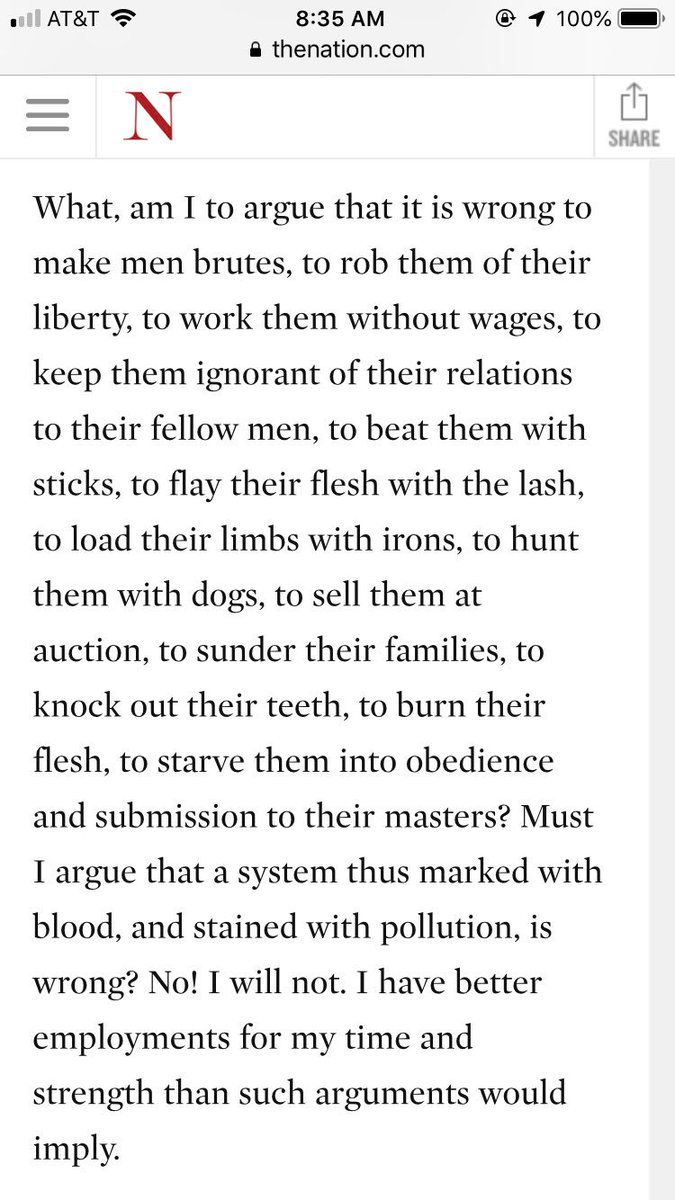 AT&T 8:35 AM 100%
thenation.com
N
SHARE
What, am I to argue that it is wrong to
make men brutes, to rob them of their
liberty, to work them without wages, to
keep them ignorant of their relations
to their fellow men, to beat them with
sticks, to flay their flesh with the lash,
to load their limbs with irons, to hunt
them with dogs, to sell them at
auction, to sunder their families, to
knock out their teeth, to burn their
flesh, to starve them into obedience
and submission to their masters? Must
I argue that a system thus marked with
blood, and stained with pollution, is
wrong? No! I will not. I have better
employments for my time and
strength than such arguments would
imply.